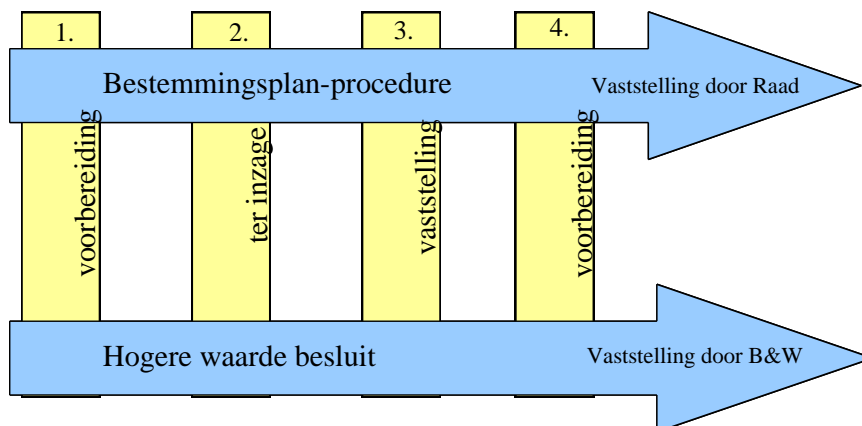 1.
2.
3.
4.
Bestemmingsplan-procedure
Vaststelling door Raad
voorbereiding
ter inzage
vaststelling
voorbereiding
Hogere waarde besluit
Vaststelling door B&W